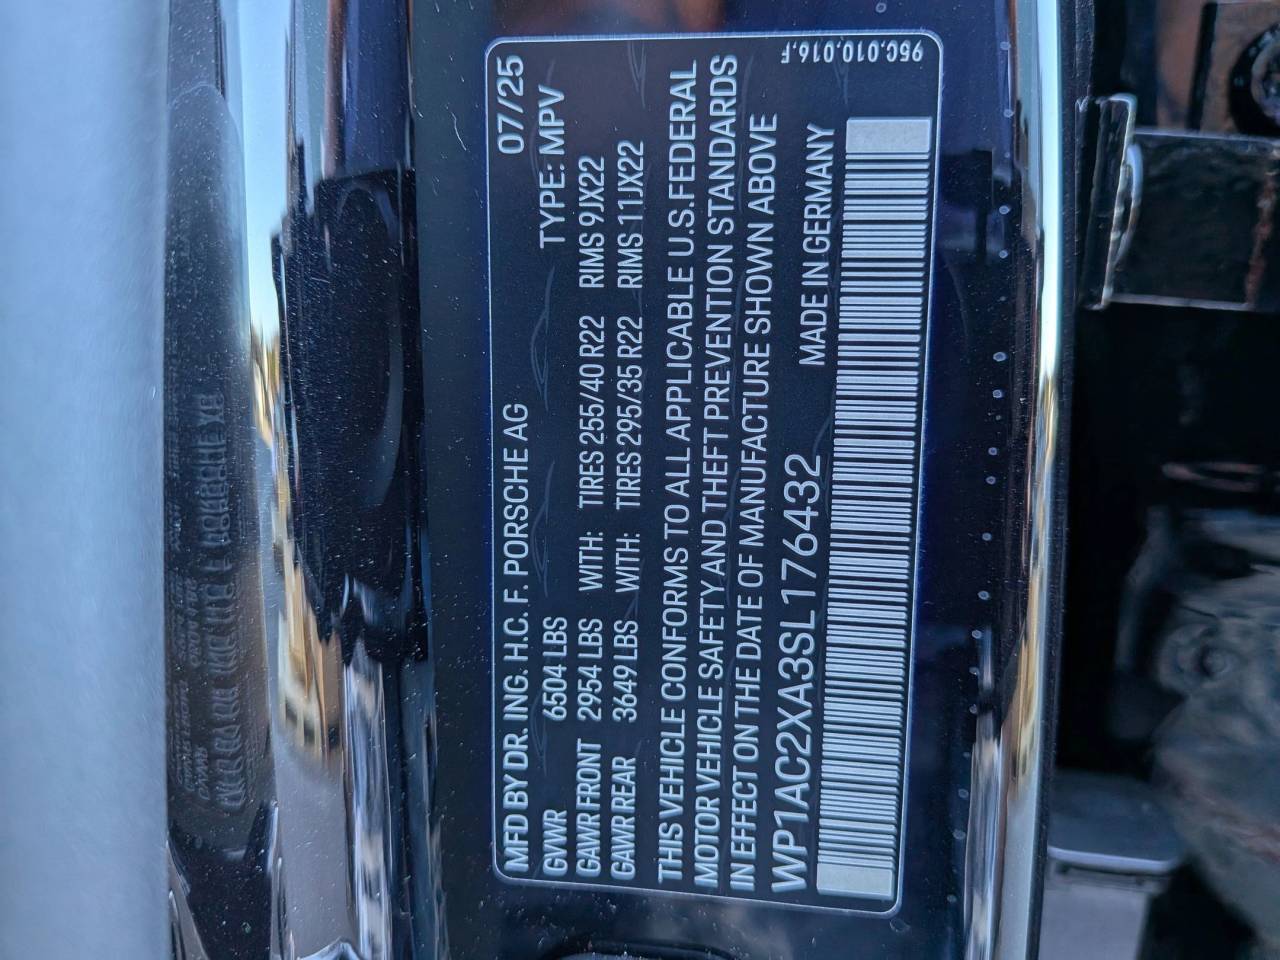 95C.010.016.F
MFD BY DR. ING. H.C. F. PORSCHE AG 07/25
GVWR 6504 LBS TYPE: MPV
GAWR FRONT 2954 LBS WITH: TIRES 255/40 R22 RIMS 9JX22
GAWR REAR 3649 LBS WITH: TIRES 295/35 R22 RIMS 11JX22
THIS VEHICLE CONFORMS TO ALL APPLICABLE U.S. FEDERAL
MOTOR VEHICLE SAFETY AND THEFT PREVENTION STANDARDS
IN EFFECT ON THE DATE OF MANUFACTURE SHOWN ABOVE
WP1AC2XA3SL176432 MADE IN GERMANY